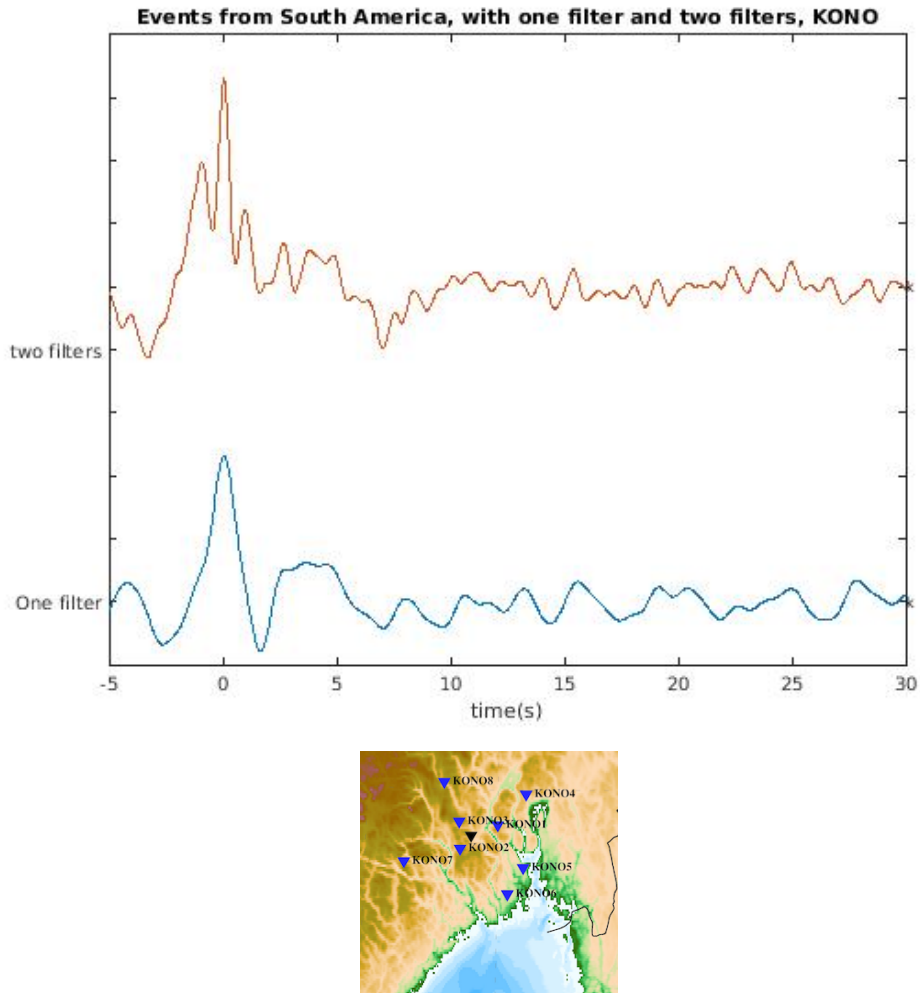 Events from South America, with one filter and two filters, KONO
two filters
One filter
-5 0 5 10 15 20 25 30
time(s)
KONO8
KONO4
KONO3 KONO1
KONO2
KONO7
KONO5
KONO6